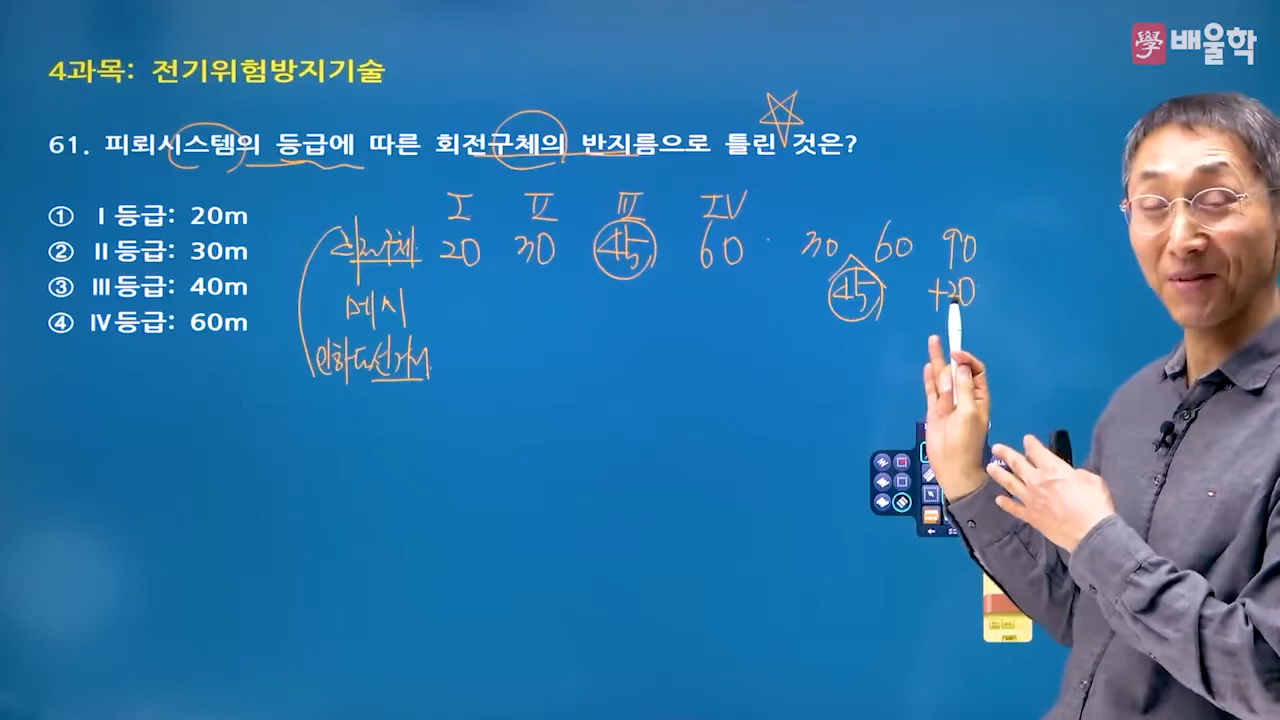 學 배울학
4과목: 전기위험방지기술
61. 피뢰시스템의 등급에 따른 회전구체의 반지름으로 틀린 것은?
① Ⅰ등급: 20m
② Ⅱ등급: 30m
③ Ⅲ등급: 40m
④ Ⅳ등급: 60m
Ⅰ Ⅱ Ⅲ Ⅳ
회전구체 20 30 45 60
메시
인하도선간격
30 60 90
45 +20